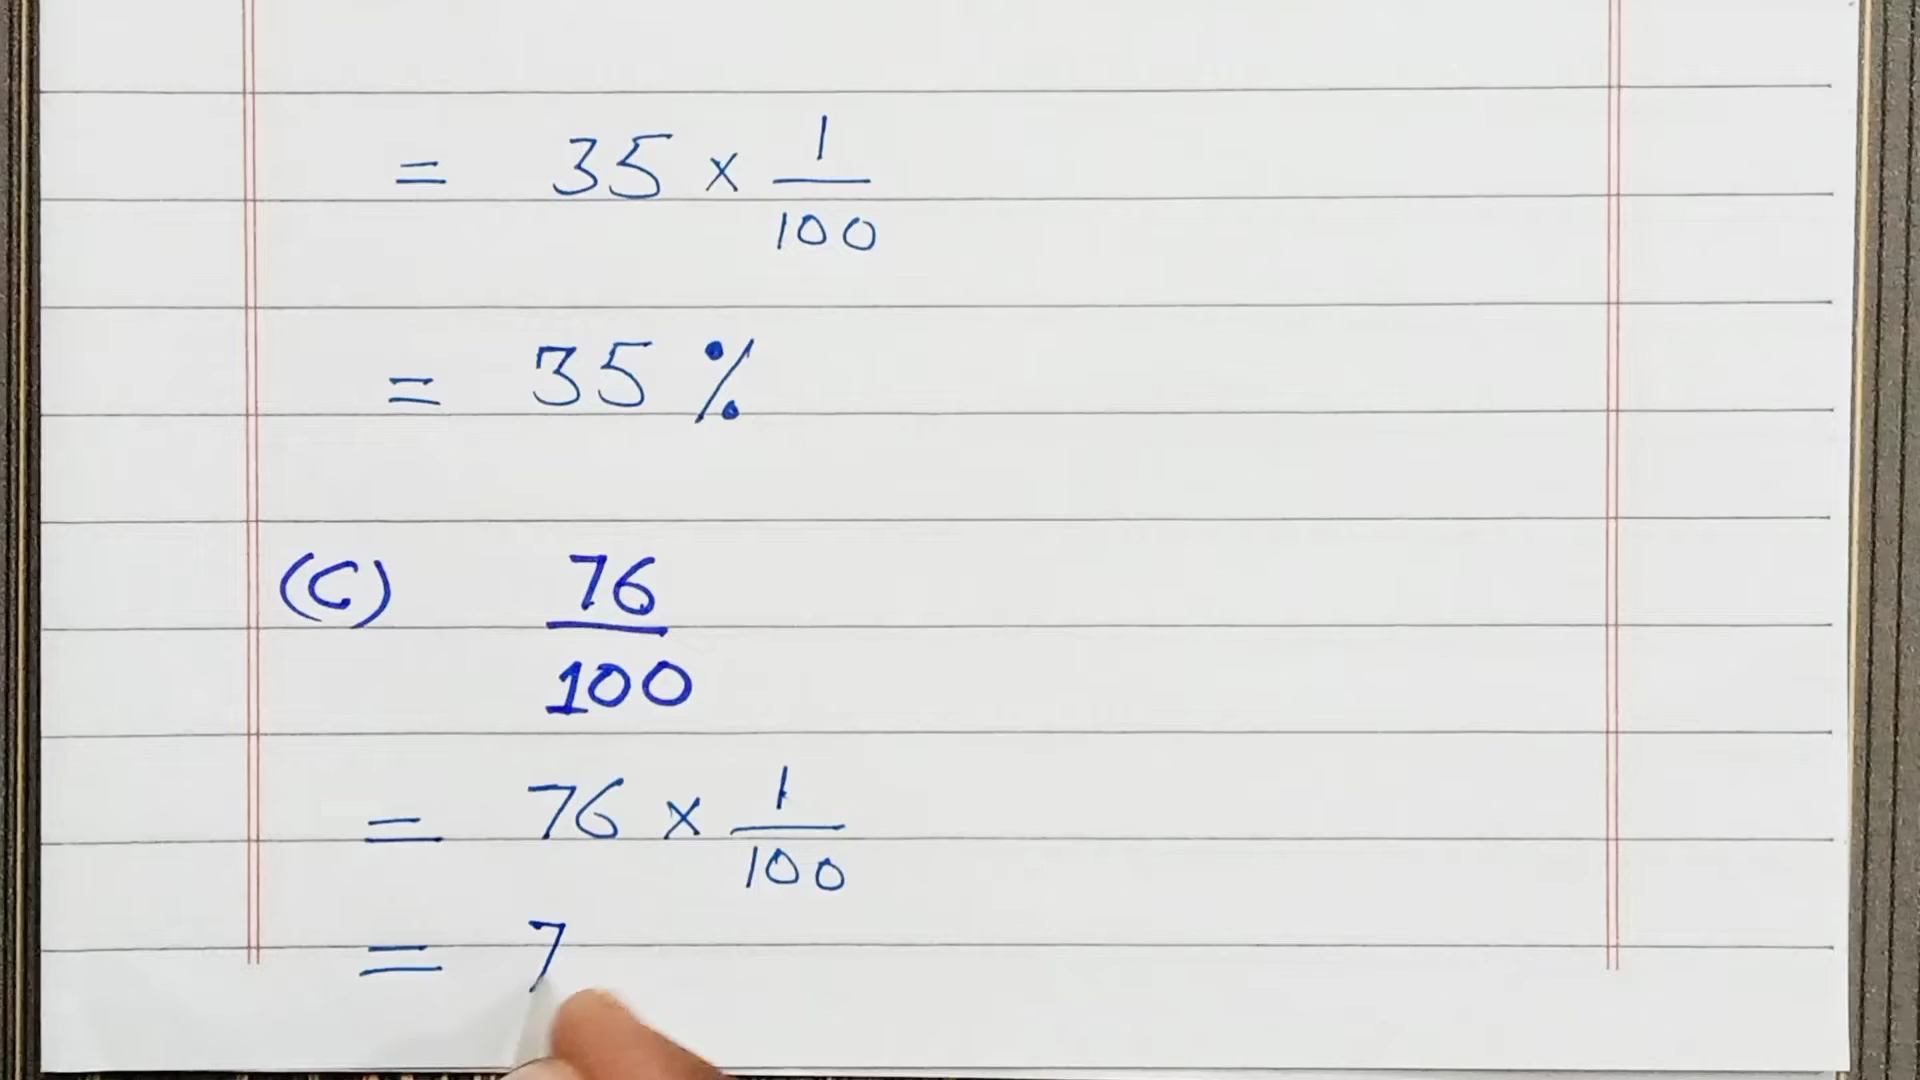 = 35 × 1/100
= 35 %
(C) 76/100
= 76 × 1/100
= 7